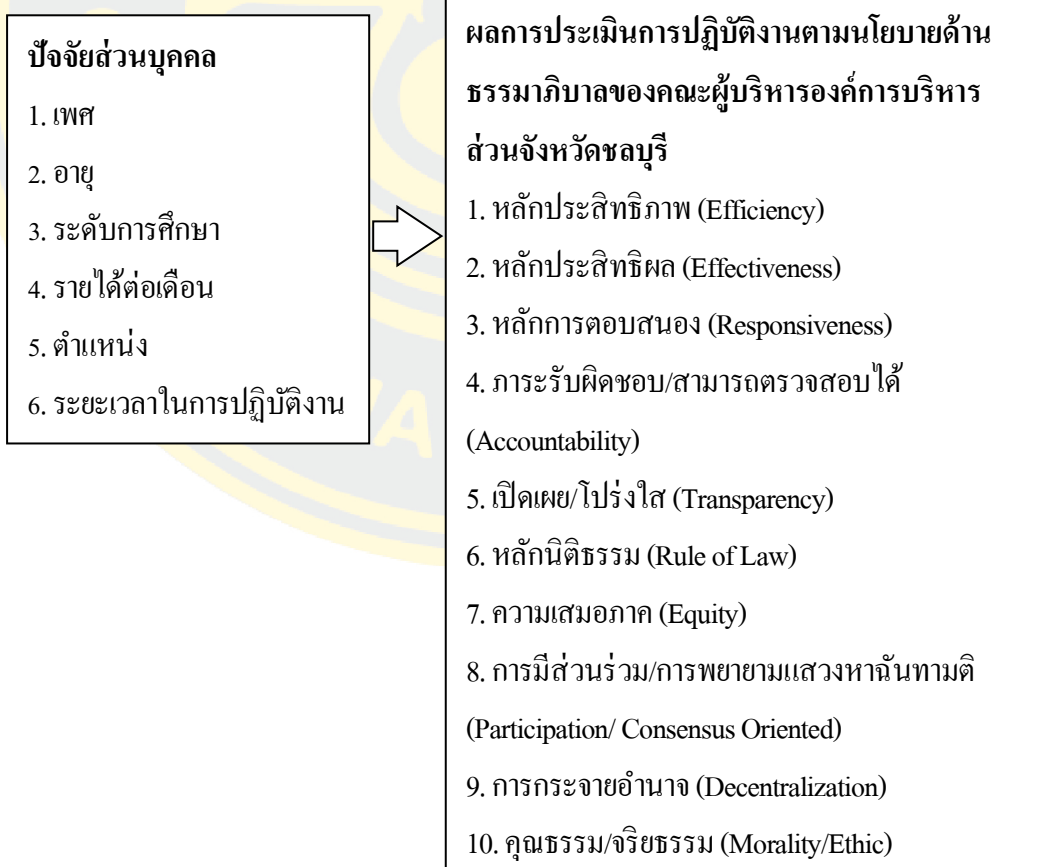 ปัจจัยส่วนบุคคล
1. เพศ
2. อายุ
3. ระดับการศึกษา
4. รายได้ต่อเดือน
5. ตำแหน่ง
6. ระยะเวลาในการปฏิบัติงาน
ผลการประเมินการปฏิบัติงานตามนโยบายด้าน
ธรรมาภิบาลของคณะผู้บริหารองค์การบริหาร
ส่วนจังหวัดชลบุรี
1. หลักประสิทธิภาพ (Efficiency)
2. หลักประสิทธิผล (Effectiveness)
3. หลักการตอบสนอง (Responsiveness)
4. ภาระรับผิดชอบ/สามารถตรวจสอบได้
(Accountability)
5. เปิดเผย/โปร่งใส (Transparency)
6. หลักนิติธรรม (Rule of Law)
7. ความเสมอภาค (Equity)
8. การมีส่วนร่วม/การพยายามแสวงหาฉันทามติ
(Participation/ Consensus Oriented)
9. การกระจายอำนาจ (Decentralization)
10. คุณธรรม/จริยธรรม (Morality/Ethic)